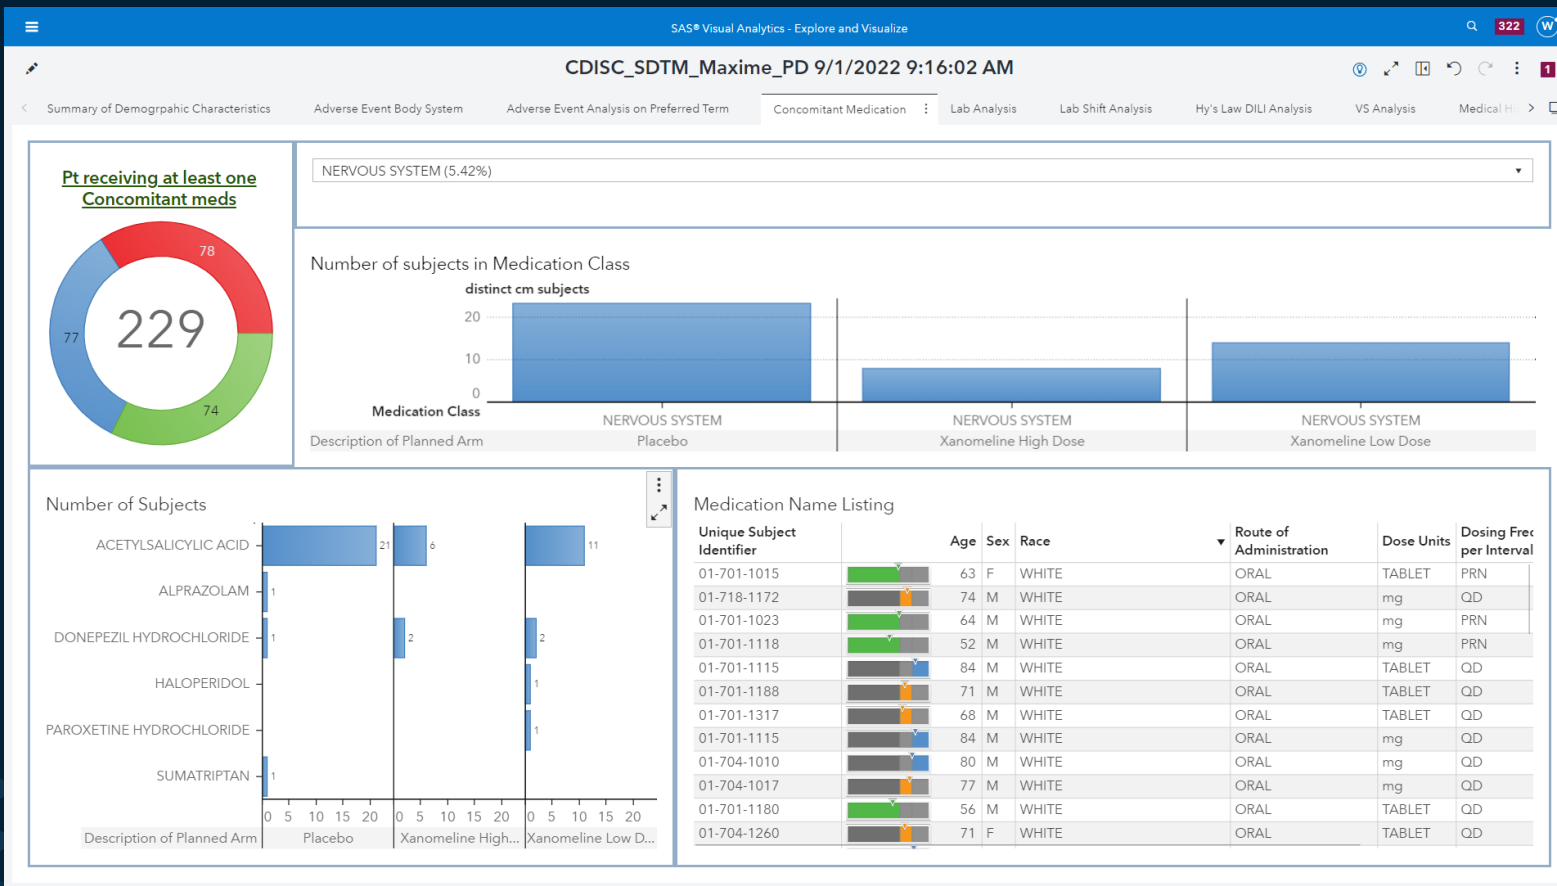 SAS® Visual Analytics - Explore and Visualize
322
W
CDISC_SDTM_Maxime_PD 9/1/2022 9:16:02 AM
1
Summary of Demogrpahic Characteristics
Adverse Event Body System
Adverse Event Analysis on Preferred Term
Concomitant Medication
Lab Analysis
Lab Shift Analysis
Hy's Law DILI Analysis
VS Analysis
Medical
Pt receiving at least one
Concomitant meds
78
77
229
74
NERVOUS SYSTEM (5.42%)
Number of subjects in Medication Class
distinct cm subjects
20
10
0
Medication Class
NERVOUS SYSTEM
NERVOUS SYSTEM
NERVOUS SYSTEM
Description of Planned Arm
Placebo
Xanomeline High Dose
Xanomeline Low Dose
Number of Subjects
ACETYLSALICYLIC ACID 21 6 11
ALPRAZOLAM 1
DONEPEZIL HYDROCHLORIDE 1 2 2
HALOPERIDOL 1
PAROXETINE HYDROCHLORIDE 1
SUMATRIPTAN 1
0 5 10 15 20 0 5 10 15 20 0 5 10 15 20
Description of Planned Arm Placebo Xanomeline High... Xanomeline Low D...
Medication Name Listing
Unique Subject
Identifier
Age
Sex
Race
Route of
Administration
Dose Units
Dosing Frec
per Interval
01-701-1015 63 F WHITE ORAL TABLET PRN
01-718-1172 74 M WHITE ORAL mg QD
01-701-1023 64 M WHITE ORAL mg PRN
01-701-1118 52 M WHITE ORAL mg PRN
01-701-1115 84 M WHITE ORAL TABLET QD
01-701-1188 71 M WHITE ORAL TABLET QD
01-701-1317 68 M WHITE ORAL TABLET QD
01-701-1115 84 M WHITE ORAL mg QD
01-704-1010 80 M WHITE ORAL mg QD
01-704-1017 77 M WHITE ORAL mg QD
01-701-1180 56 M WHITE ORAL TABLET QD
01-704-1260 71 F WHITE ORAL TABLET QD